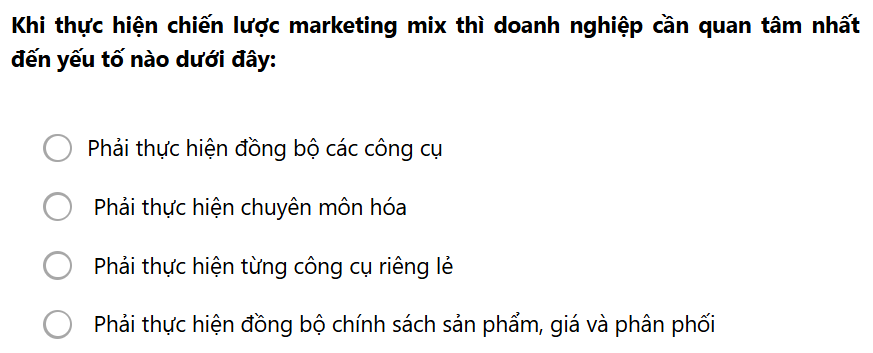 Khi thực hiện chiến lược marketing mix thì doanh nghiệp cần quan tâm nhất
đến yếu tố nào dưới đây:
Phải thực hiện đồng bộ các công cụ
Phải thực hiện chuyên môn hóa
Phải thực hiện từng công cụ riêng lẻ
Phải thực hiện đồng bộ chính sách sản phẩm, giá và phân phối